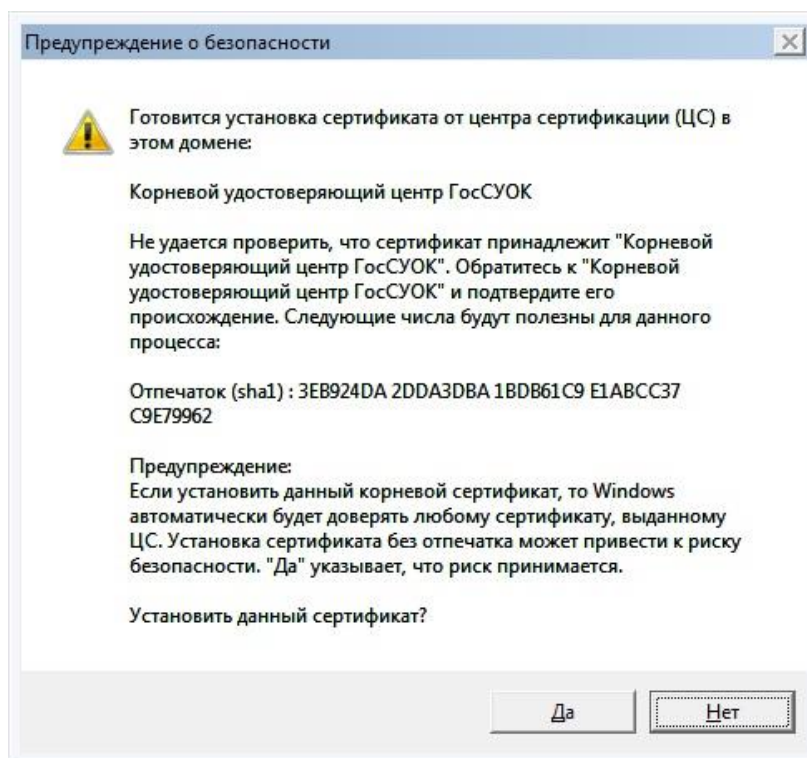 Предупреждение о безопасности
Готовится установка сертификата от центра сертификации (ЦС) в
этом домене:
Корневой удостоверяющий центр ГосСУОК
Не удается проверить, что сертификат принадлежит "Корневой
удостоверяющий центр ГосСУОК". Обратитесь к "Корневой
удостоверяющий центр ГосСУОК" и подтвердите его
происхождение. Следующие числа будут полезны для данного
процесса:
Отпечаток (sha1) : 3EB924DA 2DDA3DBA 1BDB61C9 E1ABCC37
C9E79962
Предупреждение:
Если установить данный корневой сертификат, то Windows
автоматически будет доверять любому сертификату, выданному
ЦС. Установка сертификата без отпечатка может привести к риску
безопасности. "Да" указывает, что риск принимается.
Установить данный сертификат?
Да
Нет